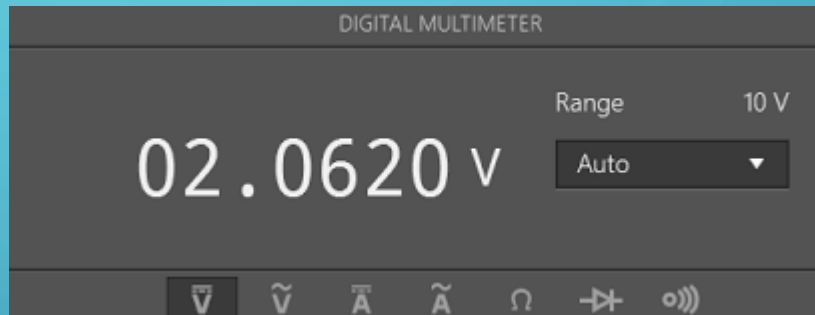 DIGITAL MULTIMETER
Range 10 V
02.0620 V
Auto
V V A A Ω